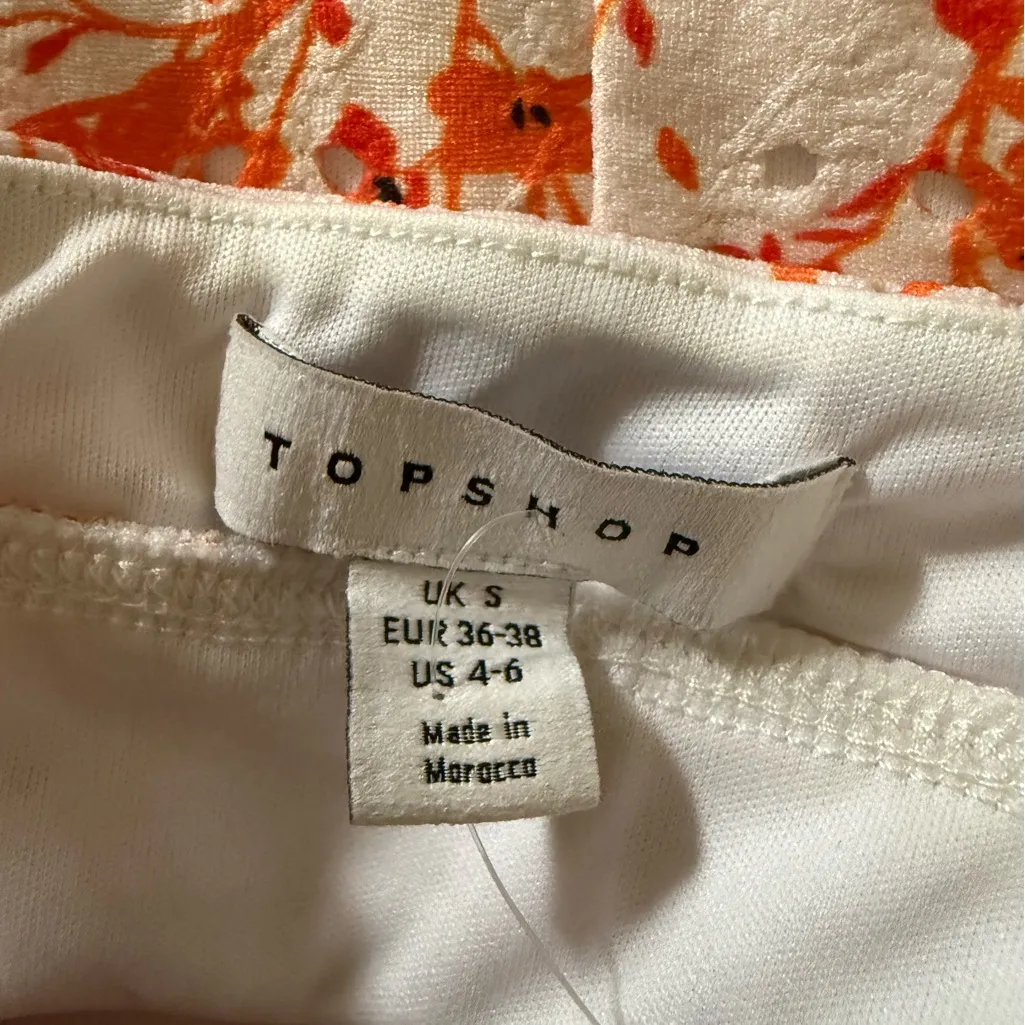 TOPSHOP
UK S
EUR 36-38
US 4-6
Made in
Morocco